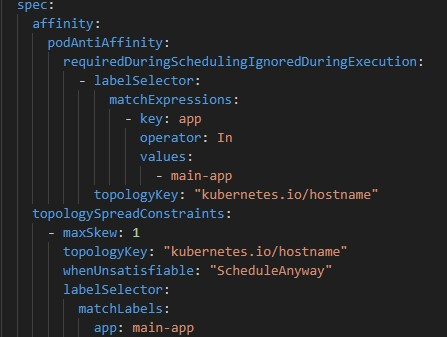 spec:
affinity:
podAntiAffinity:
requiredDuringSchedulingIgnoredDuringExecution:
- labelSelector:
matchExpressions:
- key: app
operator: In
values:
- main-app
topologyKey: "kubernetes.io/hostname"
topologySpreadConstraints:
- maxSkew: 1
topologyKey: "kubernetes.io/hostname"
whenUnsatisfiable: "ScheduleAnyway"
labelSelector:
matchLabels:
app: main-app